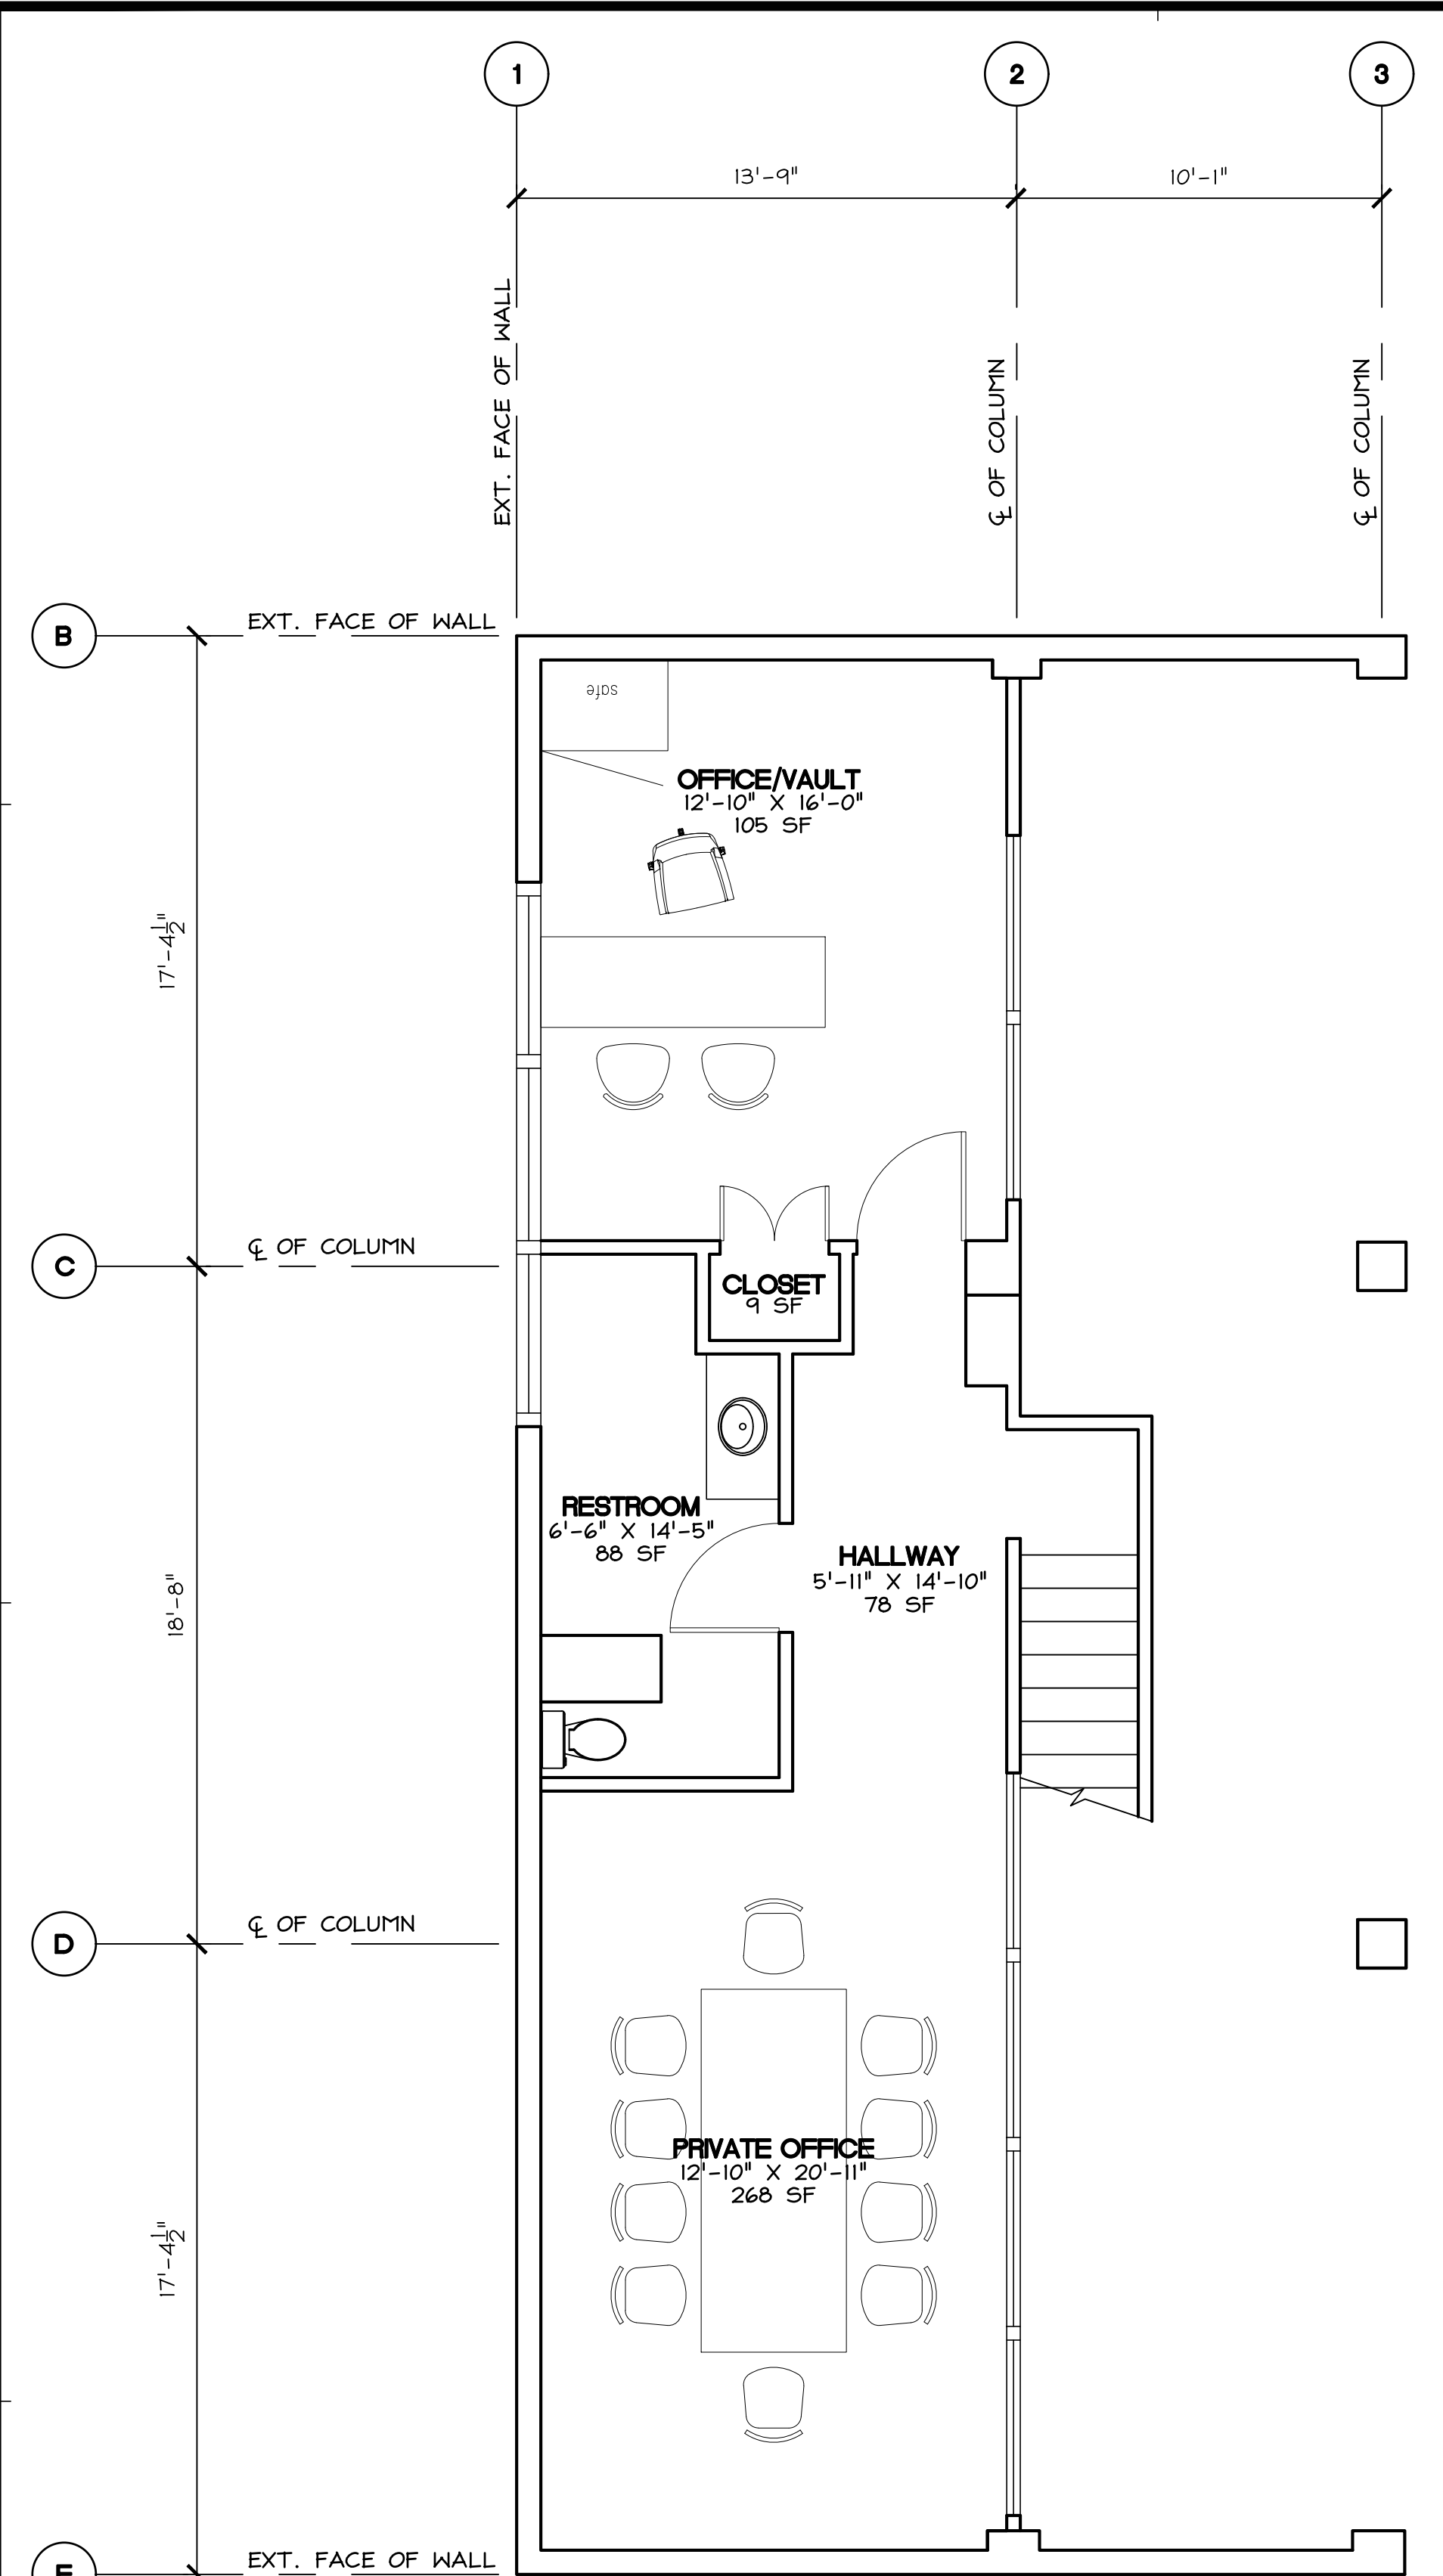 1
2
3
13'-9"
10'-1"
EXT. FACE OF WALL
℄ OF COLUMN
℄ OF COLUMN
B
EXT. FACE OF WALL
safe
OFFICE/VAULT
12'-10" X 16'-0"
105 SF
17'-4½"
C
℄ OF COLUMN
CLOSET
9 SF
RESTROOM
6'-6" X 14'-5"
88 SF
HALLWAY
5'-11" X 14'-10"
78 SF
18'-8"
D
℄ OF COLUMN
PRIVATE OFFICE
12'-10" X 20'-11"
268 SF
17'-4½"
EXT. FACE OF WALL